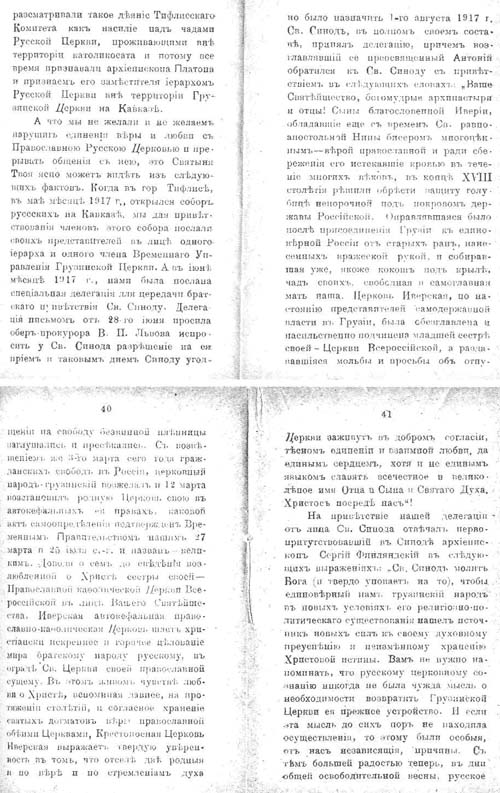 разсматривали такое дѣяніе Тифлисскаго
Комитета какъ насиліе надъ чадами
Русской Церкви, проживающими внѣ
территоріи католикосата и потому все
время признавали архіепископа Платона
и признаемъ его замѣстителя іерархомъ
Русской Церкви внѣ территоріи Гру-
зинской Церкви на Кавказѣ.
А что мы не желали и не желаемъ
нарушить единенія вѣры и любви съ
Православною Русскою Церковью и пре-
рывать общенія съ нею, это Святыня
Твоя ясно можетъ видѣть изъ слѣдую-
щихъ фактовъ. Когда въ гор Тифлисѣ,
въ маѣ мѣсяцѣ 1917 г., открылся соборъ
русскихъ на Кавказѣ, мы для привѣт-
ствованія членовъ этого собора послали
своихъ представителей въ лицѣ одного
іерарха и одного члена Временнаго Уп-
равленія Грузинской Церкви. А въ іюнѣ
мѣсяцѣ 1917 г., нами была послана
спеціальная делегація для передачи брат-
скаго привѣтствія Св. Синоду. Делега-
ція письмомъ отъ 28-го іюня просила
оберъ-прокурора В. П. Львова испро-
сить у Св. Синода разрѣшеніе на ея
пріемъ и таковымъ днемъ Синоду угод-
но было назначить 1-го августа 1917 г.
Св. Синодъ, въ полномъ своемъ соста-
вѣ, принялъ делегацію, причемъ воз-
главлявшій ее преосвященный Антоній
обратился къ Св. Синоду съ привѣт-
ствіемъ въ слѣдующихъ словахъ: „Ваше
Святѣйшество, богомудрые архипастыри
и отцы! Сыны благословенной Иверіи,
обладавшіе еще съ временъ Св. равно-
апостольной Нины бисеромъ многоцѣн-
нымъ—вѣрой православной и ради сбе-
реженія его истекавшіе кровью въ тече-
ніе многихъ вѣковъ, въ концѣ XVIII
столѣтія рѣшили обрѣсти защиту голу-
бицѣ непорочной подъ покровомъ дер-
жавы Россійской. Оправлявшаяся было
послѣ присоединенія Грузіи къ едино-
вѣрной Россіи отъ старыхъ ранъ, нане-
сенныхъ вражеской рукой, и собирав-
шая уже, якоже кокошъ подъ крылѣ,
чадъ своихъ, свободная и самоглавная
мать наша. Церковь Иверская, по на-
стоянію представителей самодержавной
власти въ Грузіи, была обезглавлена и
насильственно подчинена младшей сестрѣ
своей—Церкви Всероссійской, а разда-
вавшіяся мольбы и просьбы объ отпу-
40
щеніи на свободу безвинной плѣнницы
заглушались и пресѣкались. Съ возвѣ-
щеніемъ же 3-го марта сего года граж-
данскихъ свободъ въ Россіи, церковный
народъ грузинскій возжелалъ и 12 марта
возстановилъ родную Церковь свою въ
автокефальныхъ ея правахъ, каковой
актъ самоопредѣленія подтвержденъ Вре-
меннымъ Правительствомъ нашимъ 27
марта и 25 іюля с. г. и названъ—вели-
кимъ. Доводя о семъ до свѣдѣнія воз-
любленной о Христѣ сестры своей—
Православной каѳолической Церкви Все-
россійской въ лицѣ Вашего Святѣйше-
ства, Иверская автокефальная право-
славно-каѳолическая Церковь шлетъ хри-
стіански искреннее и горячее цѣлованіе
мира братскому народу русскому, въ
оградѣ Св. Церкви своей православной
сущему. Въ этомъ живомъ чувствѣ люб-
ви о Христѣ, вспоминая давнее, на про-
тяженіи столѣтій, и согласное храненіе
святыхъ догматовъ вѣры православной
обѣими Церквами, Крестоносная Церковь
Иверская выражаетъ твердую увѣрен-
ность въ томъ, что отселѣ двѣ родныя
и по вѣрѣ и по стремленіямъ духа
41
Церкви заживутъ въ добромъ согласіи,
тѣсномъ единеніи и взаимной любви, да
единымъ сердцемъ, хотя и не единымъ
языкомъ славятъ всечестное и велико-
лѣпое имя Отца и Сына и Святаго Духа,
Христосъ посредѣ насъ“!
На привѣтствіе нашей делегаціи
отъ лица Св. Синода отвѣчалъ перво-
присутствовавшій въ Синодѣ архіепис-
копъ Сергій Финляндскій въ слѣдую-
щихъ выраженіяхъ: „Св. Синодъ молитъ
Бога (и твердо уповаетъ на то), чтобы
единовѣрный намъ грузинскій народъ
въ новыхъ условіяхъ его религіозно-по-
литическаго существованія нашелъ источ-
никъ новыхъ силъ къ своему духовному
преуспѣянію и неизмѣнному храненію
Христовой истины. Вамъ не нужно на-
поминать, что русскому церковному со-
знанію никогда не была чужда мысль о
необходимости возвратить Грузинской
Церкви ея прежнее устройство. И если
эта мысль до сихъ поръ не находила
осуществленія, то этому были особыя,
отъ насъ независящія, причины. Съ
тѣмъ большей радостью теперь, въ дни
общей освободительной весны, русское